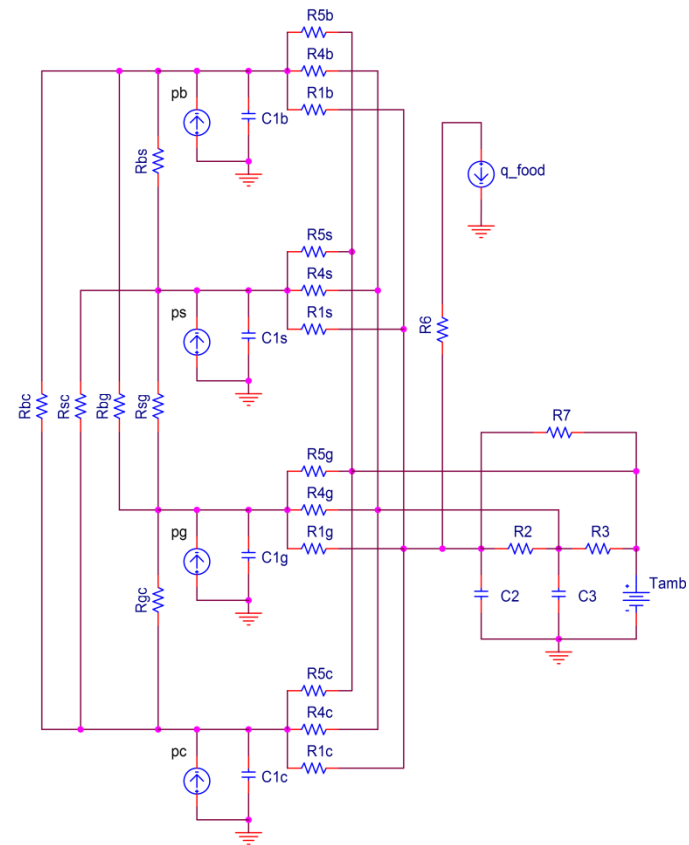 R5b
R4b
pb
R1b
C1b
Rbs
q_food
R5s
R4s
ps
R1s
C1s
R6
Rbc
Rsc
Rbg
Rsg
R7
R5g
R4g
pg
R1g
C1g
R2
R3
Rgc
C2
C3
Tamb
R5c
R4c
pc
R1c
C1c